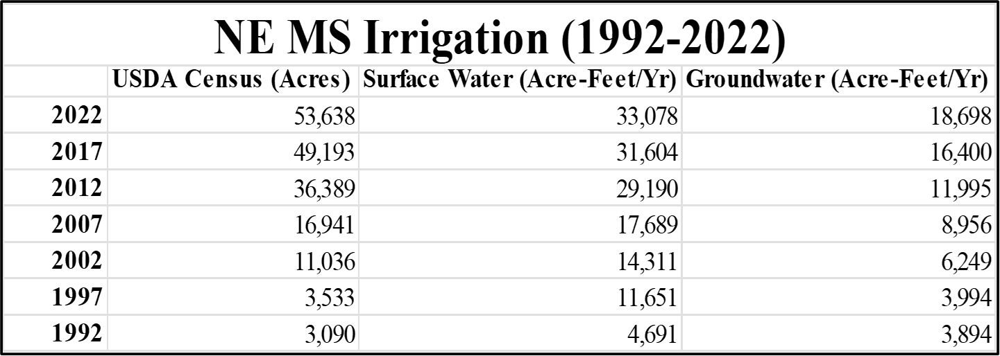 NE MS Irrigation (1992-2022)
USDA Census (Acres) Surface Water (Acre-Feet/Yr) Groundwater (Acre-Feet/Yr)
2022 53,638 33,078 18,698
2017 49,193 31,604 16,400
2012 36,389 29,190 11,995
2007 16,941 17,689 8,956
2002 11,036 14,311 6,249
1997 3,533 11,651 3,994
1992 3,090 4,691 3,894